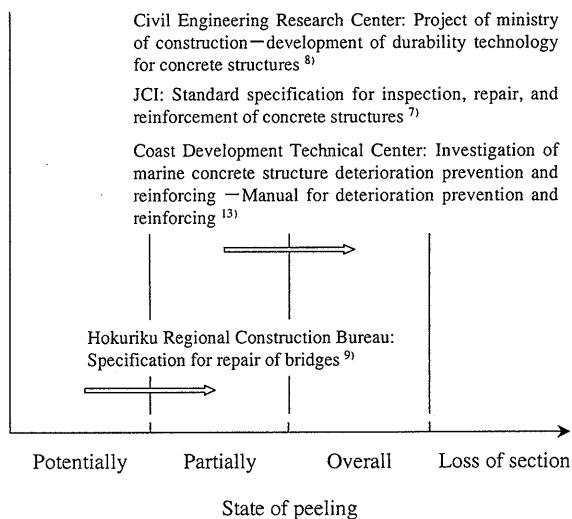 Civil Engineering Research Center: Project of ministry
of construction—development of durability technology
for concrete structures 8)
JCI: Standard specification for inspection, repair, and
reinforcement of concrete structures 7)
Coast Development Technical Center: Investigation of
marine concrete structure deterioration prevention and
reinforcing —Manual for deterioration prevention and
reinforcing 13)
Hokuriku Regional Construction Bureau:
Specification for repair of bridges 9)
Potentially Partially Overall Loss of section
State of peeling